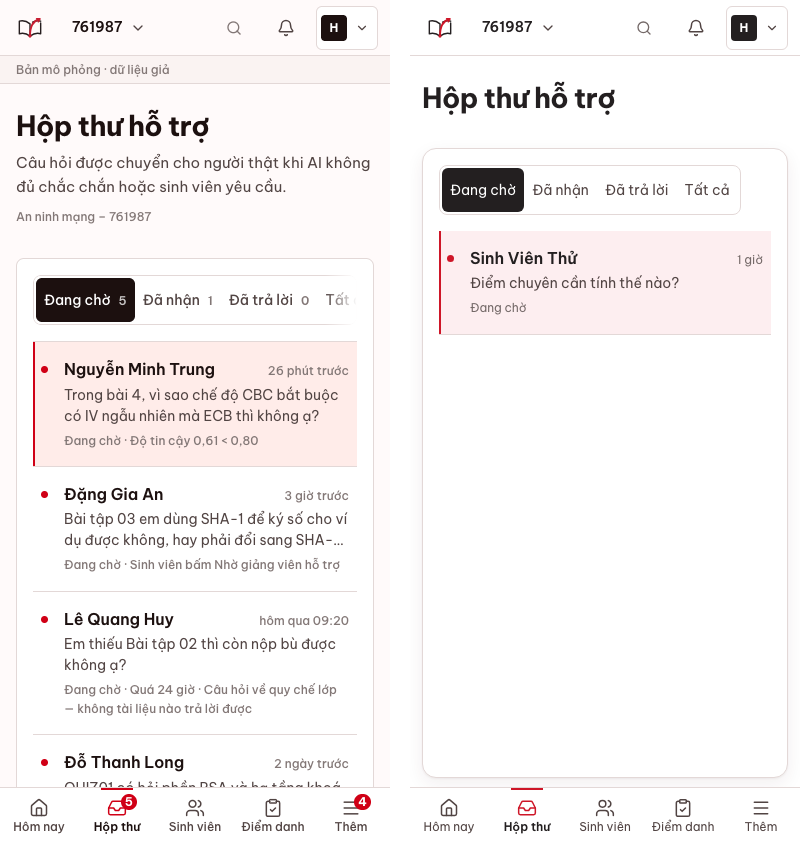 761987
H
Bản mô phỏng · dữ liệu giả
Hộp thư hỗ trợ
Câu hỏi được chuyển cho người thật khi AI không
đủ chắc chắn hoặc sinh viên yêu cầu.
An ninh mạng – 761987
Đang chờ 5 Đã nhận 1 Đã trả lời 0 Tất
Nguyễn Minh Trung 26 phút trước
Trong bài 4, vì sao chế độ CBC bắt buộc
có IV ngẫu nhiên mà ECB thì không ạ?
Đang chờ · Độ tin cậy 0,61 < 0,80
Đặng Gia An 3 giờ trước
Bài tập 03 em dùng SHA-1 để ký số cho ví
dụ được không, hay phải đổi sang SHA-...
Đang chờ · Sinh viên bấm Nhờ giảng viên hỗ trợ
Lê Quang Huy hôm qua 09:20
Em thiếu Bài tập 02 thì còn nộp bù được
không ạ?
Đang chờ · Quá 24 giờ · Câu hỏi về quy chế lớp
— không tài liệu nào trả lời được
Đỗ Thanh Long 2 ngày trước
5 4
Hôm nay Hộp thư Sinh viên Điểm danh Thêm
761987
H
Hộp thư hỗ trợ
Đang chờ Đã nhận Đã trả lời Tất cả
Sinh Viên Thử 1 giờ
Điểm chuyên cần tính thế nào?
Đang chờ
Hôm nay Hộp thư Sinh viên Điểm danh Thêm